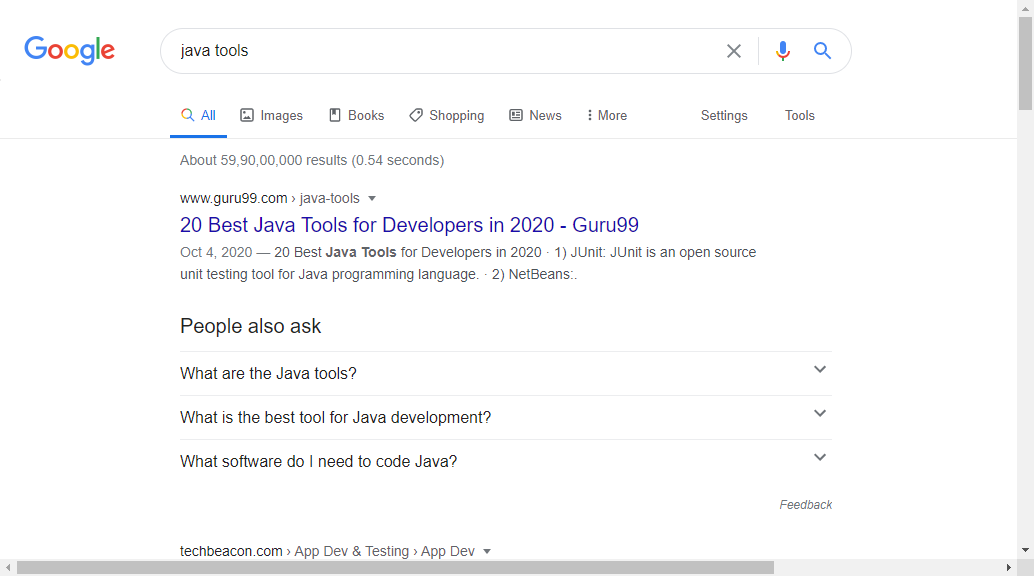 Google
java tools
All
Images
Books
Shopping
News
More
Settings
Tools
About 59,90,00,000 results (0.54 seconds)
www.guru99.com › java-tools
20 Best Java Tools for Developers in 2020 - Guru99
Oct 4, 2020 — 20 Best Java Tools for Developers in 2020 · 1) JUnit: JUnit is an open source
unit testing tool for Java programming language. · 2) NetBeans:.
People also ask
What are the Java tools?
What is the best tool for Java development?
What software do I need to code Java?
Feedback
techbeacon.com › App Dev & Testing › App Dev